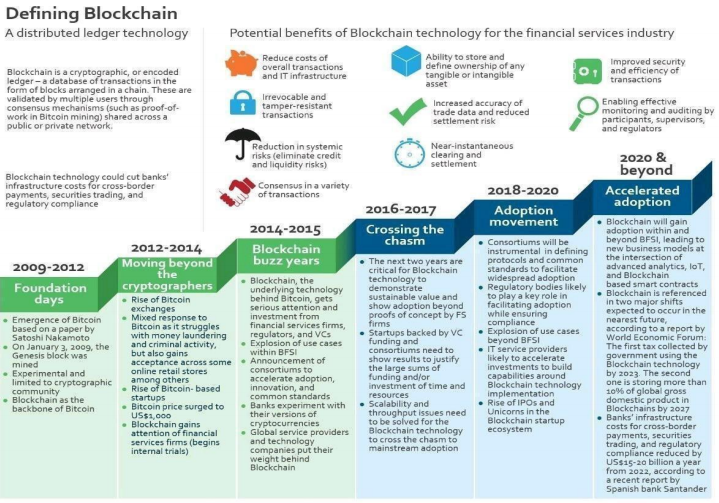 Defining Blockchain
A distributed ledger technology
Blockchain is a cryptographic, or encoded
ledger – a database of transactions in the
form of blocks arranged in a chain. These are
validated by multiple users through
consensus mechanisms (such as proof-of-
work in Bitcoin mining) shared across a
public or private network.
Blockchain technology could cut banks'
infrastructure costs for cross-border
payments, securities trading, and
regulatory compliance
Potential benefits of Blockchain technology for the financial services industry
Reduce costs of
overall transactions
and IT infrastructure
Irrevocable and
tamper-resistant
transactions
Reduction in systemic
risks (eliminate credit
and liquidity risks)
Consensus in a variety
of transactions
Ability to store and
define ownership of any
tangible or intangible
asset
Increased accuracy of
trade data and reduced
settlement risk
Near-instantaneous
clearing and
settlement
Improved security
and efficiency of
transactions
Enabling effective
monitoring and auditing by
participants, supervisors,
and regulators
2009-2012
Foundation
days
• Emergence of Bitcoin
based on a paper by
Satoshi Nakamoto
• On January 3, 2009, the
Genesis block was
mined
• Experimental and
limited to cryptographic
community
• Blockchain as the
backbone of Bitcoin
2012-2014
Moving beyond
the
cryptographers
• Rise of Bitcoin
exchanges
• Mixed response to
Bitcoin as it struggles
with money laundering
and criminal activity,
but also gains
acceptance across some
online retail stores
among others
• Rise of Bitcoin- based
startups
• Bitcoin price surged to
US$1,000
• Blockchain gains
attention of financial
services firms (begins
internal trials)
2014-2015
Blockchain
buzz years
• Blockchain, the
underlying technology
behind Bitcoin, gets
serious attention and
investment from
financial services firms,
regulators, and VCs
• Explosion of use cases
within BFSI
• Announcement of
consortiums to
accelerate adoption,
innovation, and
common standards
• Banks experiment with
their versions of
cryptocurrencies
• Global service providers
and technology
companies put their
weight behind
Blockchain
2016-2017
Crossing the
chasm
• The next two years are
critical for Blockchain
technology to
demonstrate
sustainable value and
show adoption beyond
proofs of concept by FS
firms
• Startups backed by VC
funding and
consortiums need to
show results to justify
the large sums of
funding and/or
investment of time and
resources
• Scalability and
throughput issues need
to be solved for the
Blockchain technology
to cross the chasm to
mainstream adoption
2018-2020
Adoption
movement
• Consortiums will be
instrumental in defining
protocols and common
standards to facilitate
widespread adoption
• Regulatory bodies likely
to play a key role in
facilitating adoption
while ensuring
compliance
• Explosion of use cases
beyond BFSI
• IT service providers
likely to accelerate
investments to build
capabilities around
Blockchain technology
implementation
• Rise of IPOs and
Unicorns in the
Blockchain startup
ecosystem
2020 &
beyond
Accelerated
adoption
• Blockchain will gain
adoption within and
beyond BFSI, leading to
new business models at
the intersection of
advanced analytics, IoT,
and Blockchain
based smart contracts
• Blockchain is referenced
in two major shifts
expected to occur in the
nearest future,
according to a report by
World Economic Forum:
The first tax collected by
government using the
Blockchain technology
by 2023. The second
one is storing more than
10% of global gross
domestic product in
Blockchains by 2027
• Banks' infrastructure
costs for cross-border
payments, securities
trading, and regulatory
compliance reduced by
US$15-20 billion a year
from 2022, according to
a recent report by
Spanish bank Santander